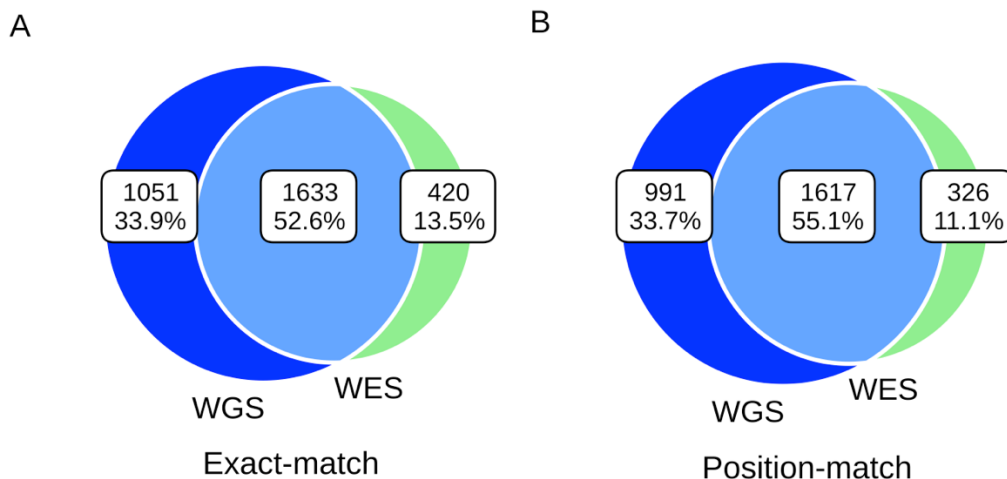 A
B
1051
33.9%
1633
52.6%
420
13.5%
991
33.7%
1617
55.1%
326
11.1%
WGS
WES
WGS
WES
Exact-match
Position-match